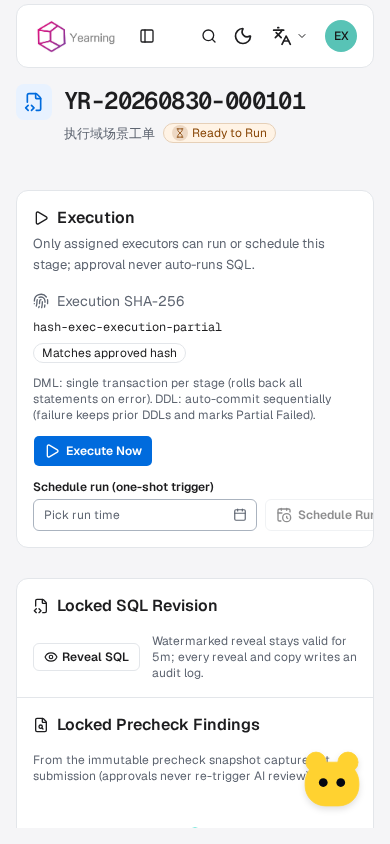 Yearning
EX
YR-20260830-000101
执行域场景工单 Ready to Run
Execution
Only assigned executors can run or schedule this
stage; approval never auto-runs SQL.
Execution SHA-256
hash-exec-execution-partial
Matches approved hash
DML: single transaction per stage (rolls back all
statements on error). DDL: auto-commit sequentially
(failure keeps prior DDLs and marks Partial Failed).
Execute Now
Schedule run (one-shot trigger)
Pick run time Schedule Run
Locked SQL Revision
Reveal SQL
Watermarked reveal stays valid for
5m; every reveal and copy writes an
audit log.
Locked Precheck Findings
From the immutable precheck snapshot
submission (approvals never re-trigger AI